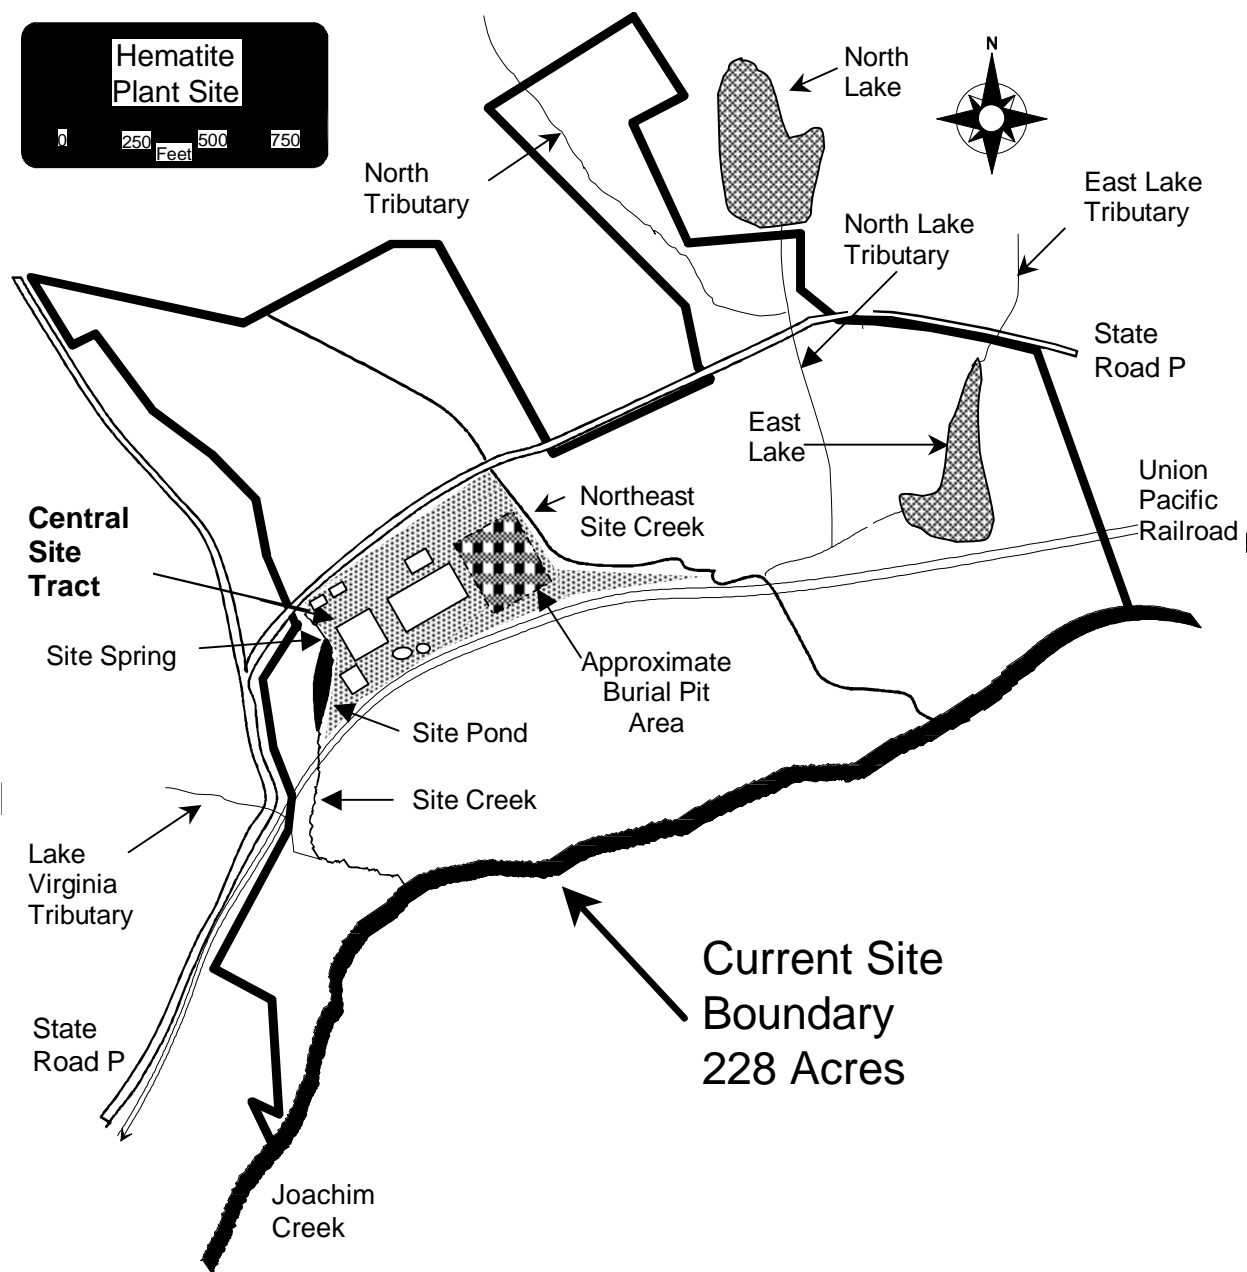 Hematite
Plant Site
0 250 500 750
Feet
North
Lake
N
North
Tributary
East Lake
Tributary
North Lake
Tributary
State
Road P
East
Lake
Union
Pacific
Railroad
Northeast
Site Creek
Central
Site
Tract
Site Spring
Approximate
Burial Pit
Area
Site Pond
Site Creek
Lake
Virginia
Tributary
Current Site
Boundary
228 Acres
State
Road P
Joachim
Creek